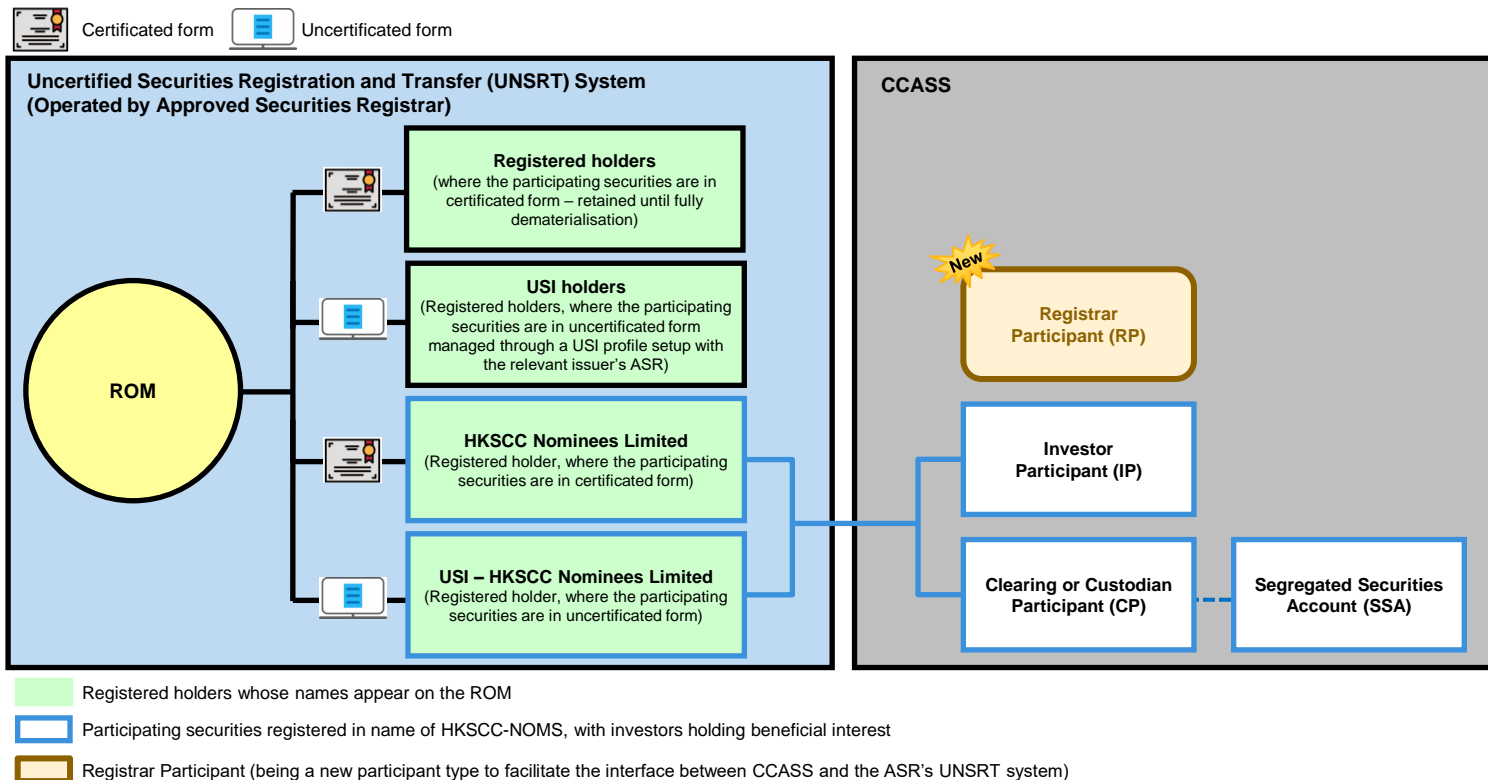 Certificated form
Uncertificated form
Uncertified Securities Registration and Transfer (UNSRT) System
(Operated by Approved Securities Registrar)
CCASS
Registered holders
(where the participating securities are in
certificated form – retained until fully
dematerialisation)
New
Registrar
Participant (RP)
USI holders
(Registered holders, where the participating
securities are in uncertificated form
managed through a USI profile setup with
the relevant issuer's ASR)
ROM
HKSCC Nominees Limited
(Registered holder, where the participating
securities are in certificated form)
Investor
Participant (IP)
USI – HKSCC Nominees Limited
(Registered holder, where the participating
securities are in uncertificated form)
Clearing or Custodian
Participant (CP)
Segregated Securities
Account (SSA)
Registered holders whose names appear on the ROM
Participating securities registered in name of HKSCC-NOMS, with investors holding beneficial interest
Registrar Participant (being a new participant type to facilitate the interface between CCASS and the ASR's UNSRT system)